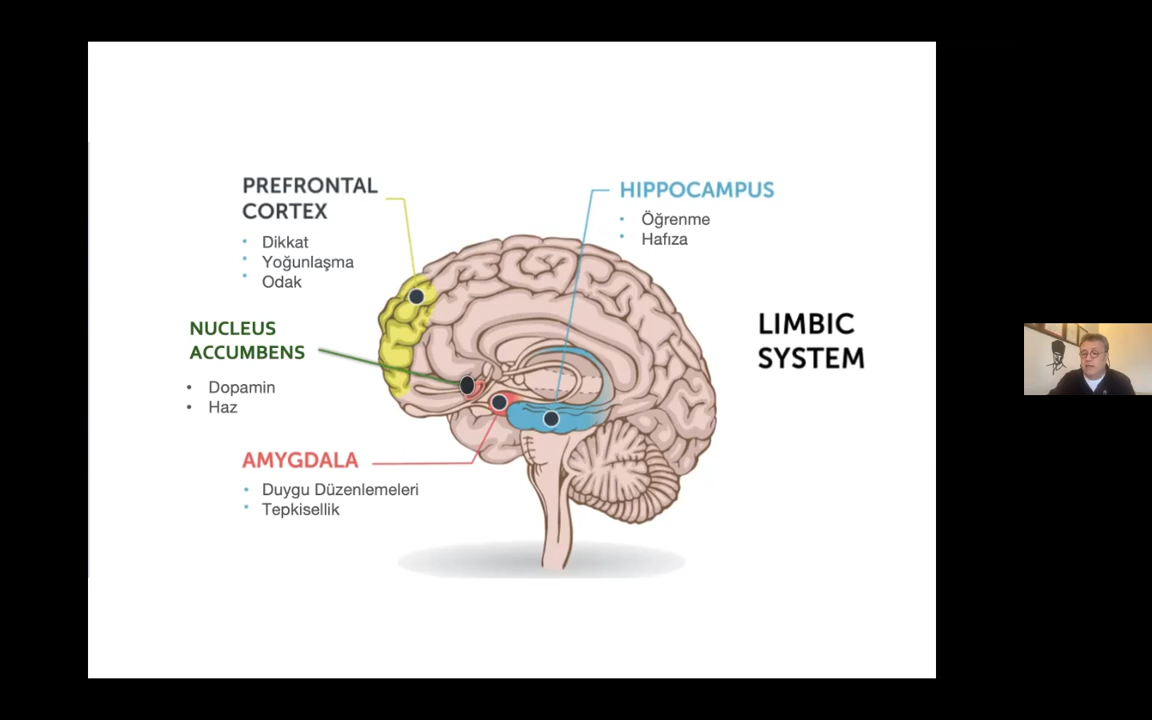 PREFRONTAL
CORTEX
• Dikkat
• Yoğunlaşma
• Odak
NUCLEUS
ACCUMBENS
• Dopamin
• Haz
AMYGDALA
• Duygu Düzenlemeleri
• Tepkisellik
HIPPOCAMPUS
• Öğrenme
• Hafıza
LIMBIC
SYSTEM